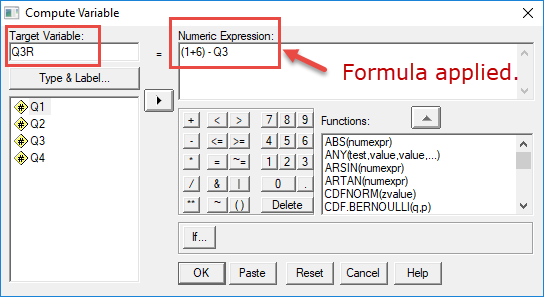 Compute Variable
Target Variable:
Q3R
=
Numeric Expression:
(1+6) - Q3
Formula applied.
Type & Label...
Q1
Q2
Q3
Q4
+ < > 7 8 9
- <= >= 4 5 6
* = ~= 1 2 3
/ & | 0 .
** ~ ( ) Delete
Functions:
ABS(numexpr)
ANY(test,value,value,...)
ARSIN(numexpr)
ARTAN(numexpr)
CDFNORM(zvalue)
CDF.BERNOULLI(q,p)
If...
OK Paste Reset Cancel Help